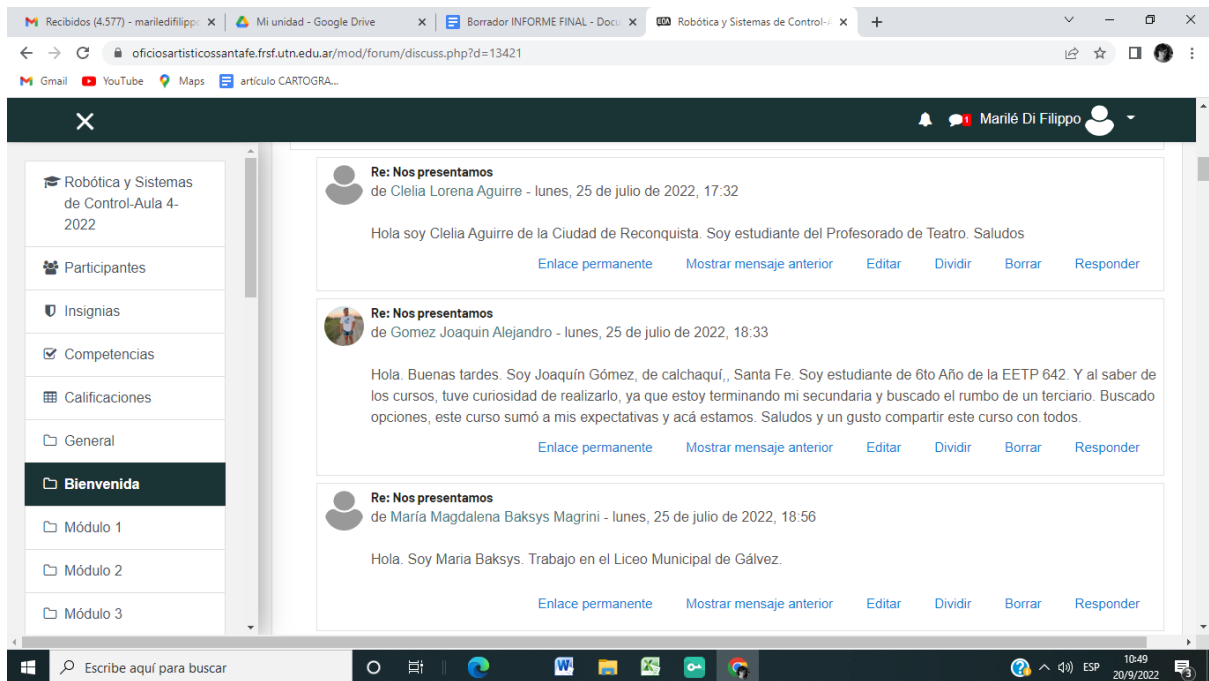 Recibidos (4.577) - mariledifilippo
Mi unidad - Google Drive
Borrador INFORME FINAL - Docu
Robótica y Sistemas de Control-A
oficiosartisticossantafe.frsf.utn.edu.ar/mod/forum/discuss.php?d=13421
Gmail
YouTube
Maps
artículo CARTOGRA...
1
Marilé Di Filippo
Robótica y Sistemas
de Control-Aula 4-
2022
Participantes
Insignias
Competencias
Calificaciones
General
Bienvenida
Módulo 1
Módulo 2
Módulo 3
Re: Nos presentamos
de Clelia Lorena Aguirre - lunes, 25 de julio de 2022, 17:32
Hola soy Clelia Aguirre de la Ciudad de Reconquista. Soy estudiante del Profesorado de Teatro. Saludos
Enlace permanente Mostrar mensaje anterior Editar Dividir Borrar Responder
Re: Nos presentamos
de Gomez Joaquin Alejandro - lunes, 25 de julio de 2022, 18:33
Hola. Buenas tardes. Soy Joaquín Gómez, de calchaquí,, Santa Fe. Soy estudiante de 6to Año de la EETP 642. Y al saber de
los cursos, tuve curiosidad de realizarlo, ya que estoy terminando mi secundaria y buscado el rumbo de un terciario. Buscado
opciones, este curso sumó a mis expectativas y acá estamos. Saludos y un gusto compartir este curso con todos.
Enlace permanente Mostrar mensaje anterior Editar Dividir Borrar Responder
Re: Nos presentamos
de María Magdalena Baksys Magrini - lunes, 25 de julio de 2022, 18:56
Hola. Soy Maria Baksys. Trabajo en el Liceo Municipal de Gálvez.
Enlace permanente Mostrar mensaje anterior Editar Dividir Borrar Responder
Escribe aquí para buscar
ESP
10:49
20/9/2022
3